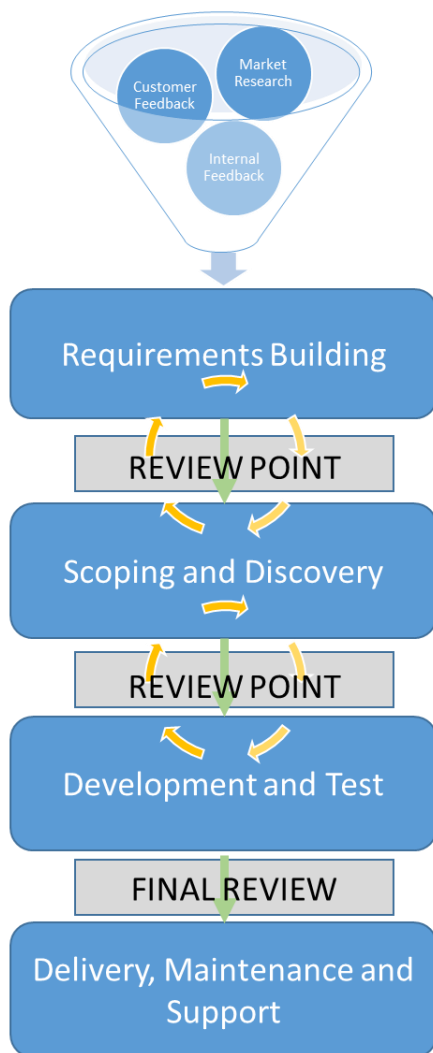 Market
Research
Customer
Feedback
Internal
Feedback
Requirements Building
REVIEW POINT
Scoping and Discovery
REVIEW POINT
Development and Test
FINAL REVIEW
Delivery, Maintenance and
Support